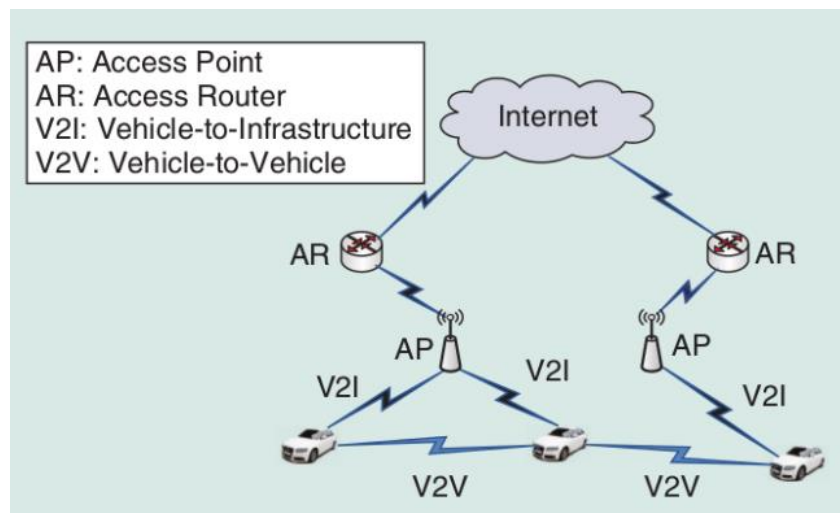 AP: Access Point
AR: Access Router
V2I: Vehicle-to-Infrastructure
V2V: Vehicle-to-Vehicle
Internet
AR
AR
AP
AP
V2I
V2I
V2I
V2V
V2V